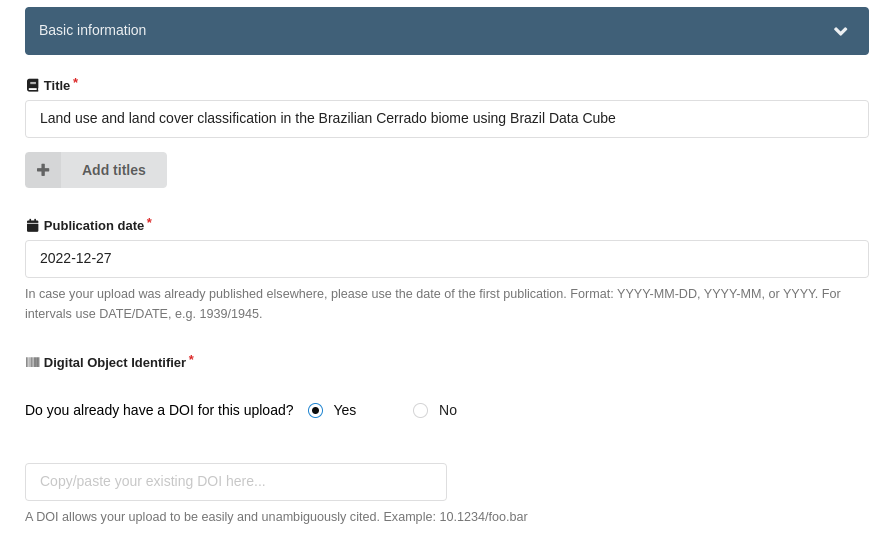 Basic information
Title *
Land use and land cover classification in the Brazilian Cerrado biome using Brazil Data Cube
Add titles
Publication date *
2022-12-27
In case your upload was already published elsewhere, please use the date of the first publication. Format: YYYY-MM-DD, YYYY-MM, or YYYY. For
intervals use DATE/DATE, e.g. 1939/1945.
Digital Object Identifier *
Do you already have a DOI for this upload? Yes No
Copy/paste your existing DOI here...
A DOI allows your upload to be easily and unambiguously cited. Example: 10.1234/foo.bar